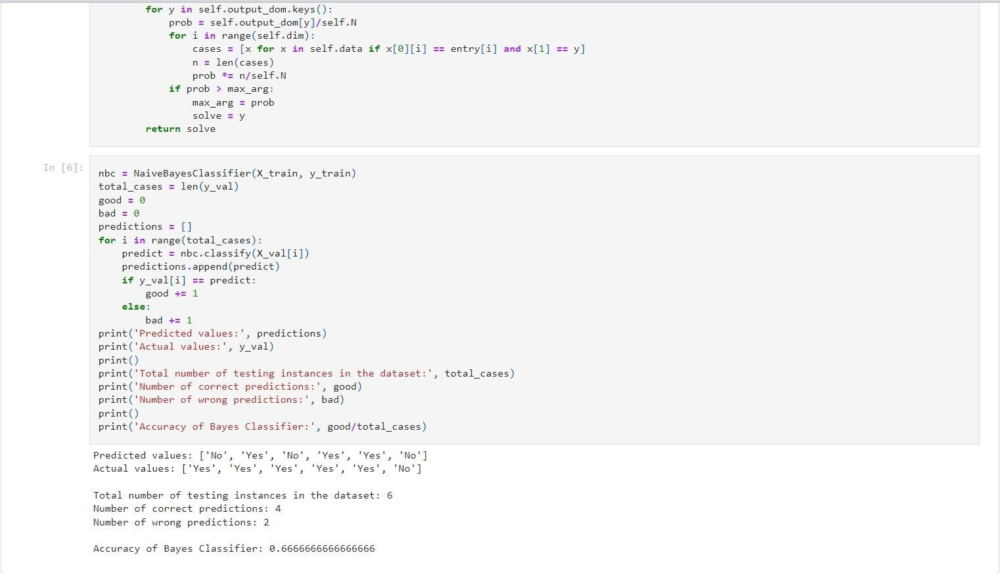 for y in self.output_dom.keys():
prob = self.output_dom[y]/self.N
for i in range(self.dim):
cases = [x for x in self.data if x[0][i] == entry[i] and x[1] == y]
n = len(cases)
prob *= n/self.N
if prob > max_arg:
max_arg = prob
solve = y
return solve
In [6]:
nbc = NaiveBayesClassifier(X_train, y_train)
total_cases = len(y_val)
good = 0
bad = 0
predictions = []
for i in range(total_cases):
predict = nbc.classify(X_val[i])
predictions.append(predict)
if y_val[i] == predict:
good += 1
else:
bad += 1
print('Predicted values:', predictions)
print('Actual values:', y_val)
print()
print('Total number of testing instances in the dataset:', total_cases)
print('Number of correct predictions:', good)
print('Number of wrong predictions:', bad)
print()
print('Accuracy of Bayes Classifier:', good/total_cases)
Predicted values: ['No', 'Yes', 'No', 'Yes', 'Yes', 'No']
Actual values: ['Yes', 'Yes', 'Yes', 'Yes', 'Yes', 'No']
Total number of testing instances in the dataset: 6
Number of correct predictions: 4
Number of wrong predictions: 2
Accuracy of Bayes Classifier: 0.6666666666666666